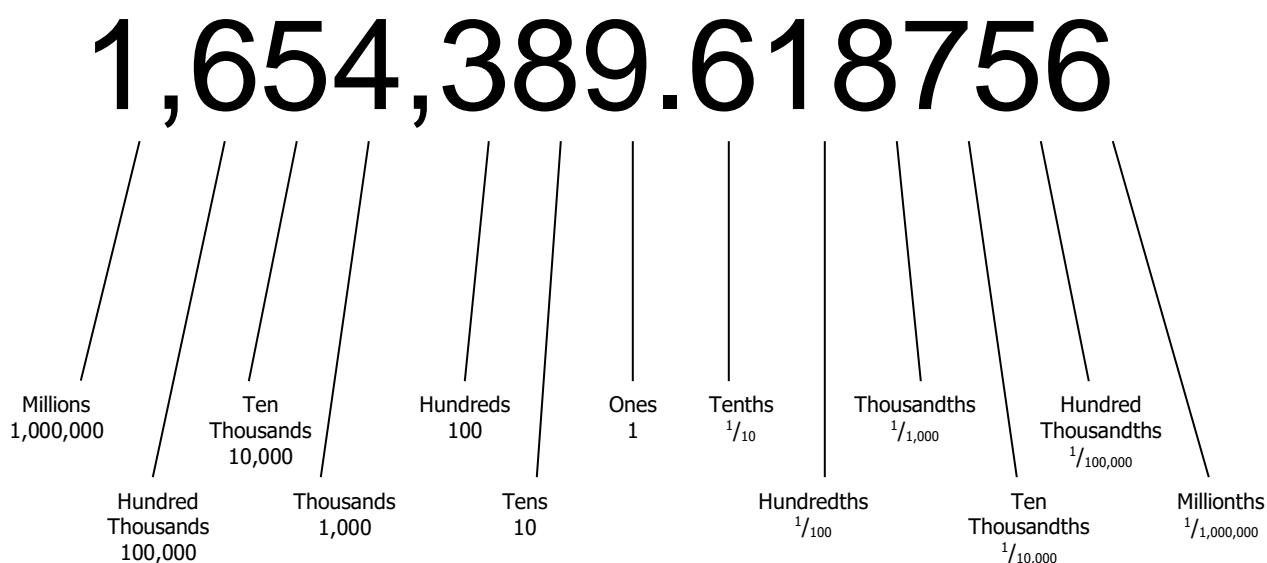 1,654,389.618756
Millions
1,000,000
Ten
Thousands
10,000
Hundreds
100
Ones
1
Tenths
1/10
Thousandths
1/1,000
Hundred
Thousandths
1/100,000
Hundred
Thousands
100,000
Thousands
1,000
Tens
10
Hundredths
1/100
Ten
Thousandths
1/10,000
Millionths
1/1,000,000